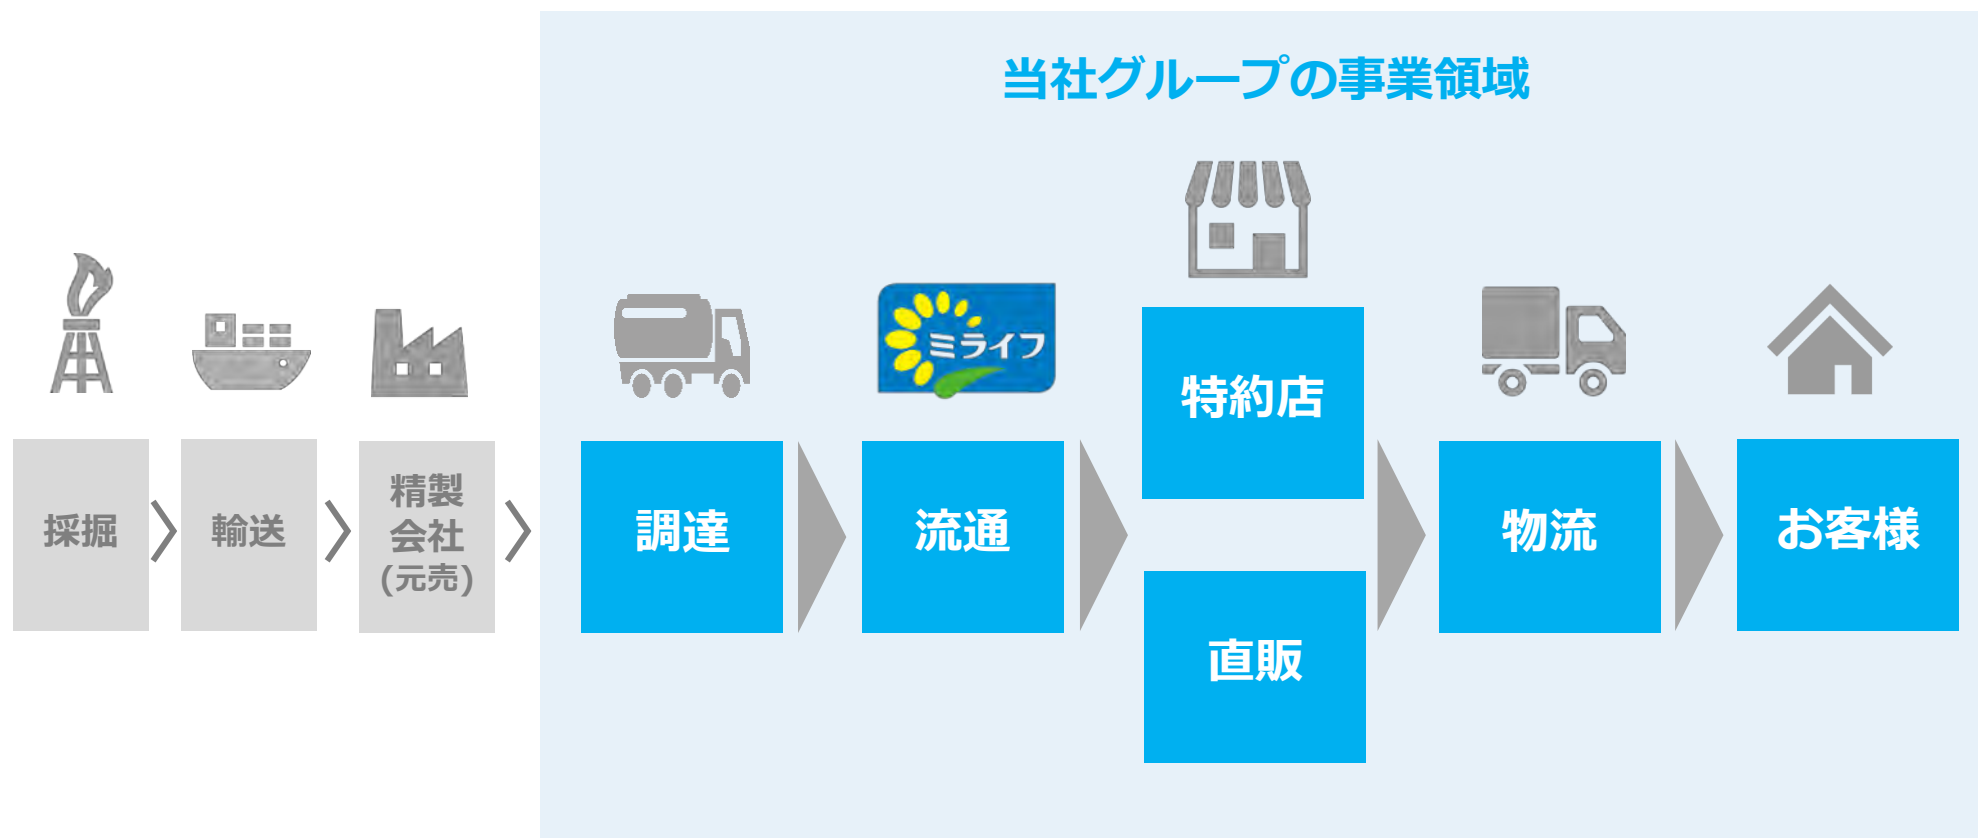 当社グループの事業領域
採掘
輸送
精製
会社
(元売)
調達
ミライフ
流通
特約店
直販
物流
お客様